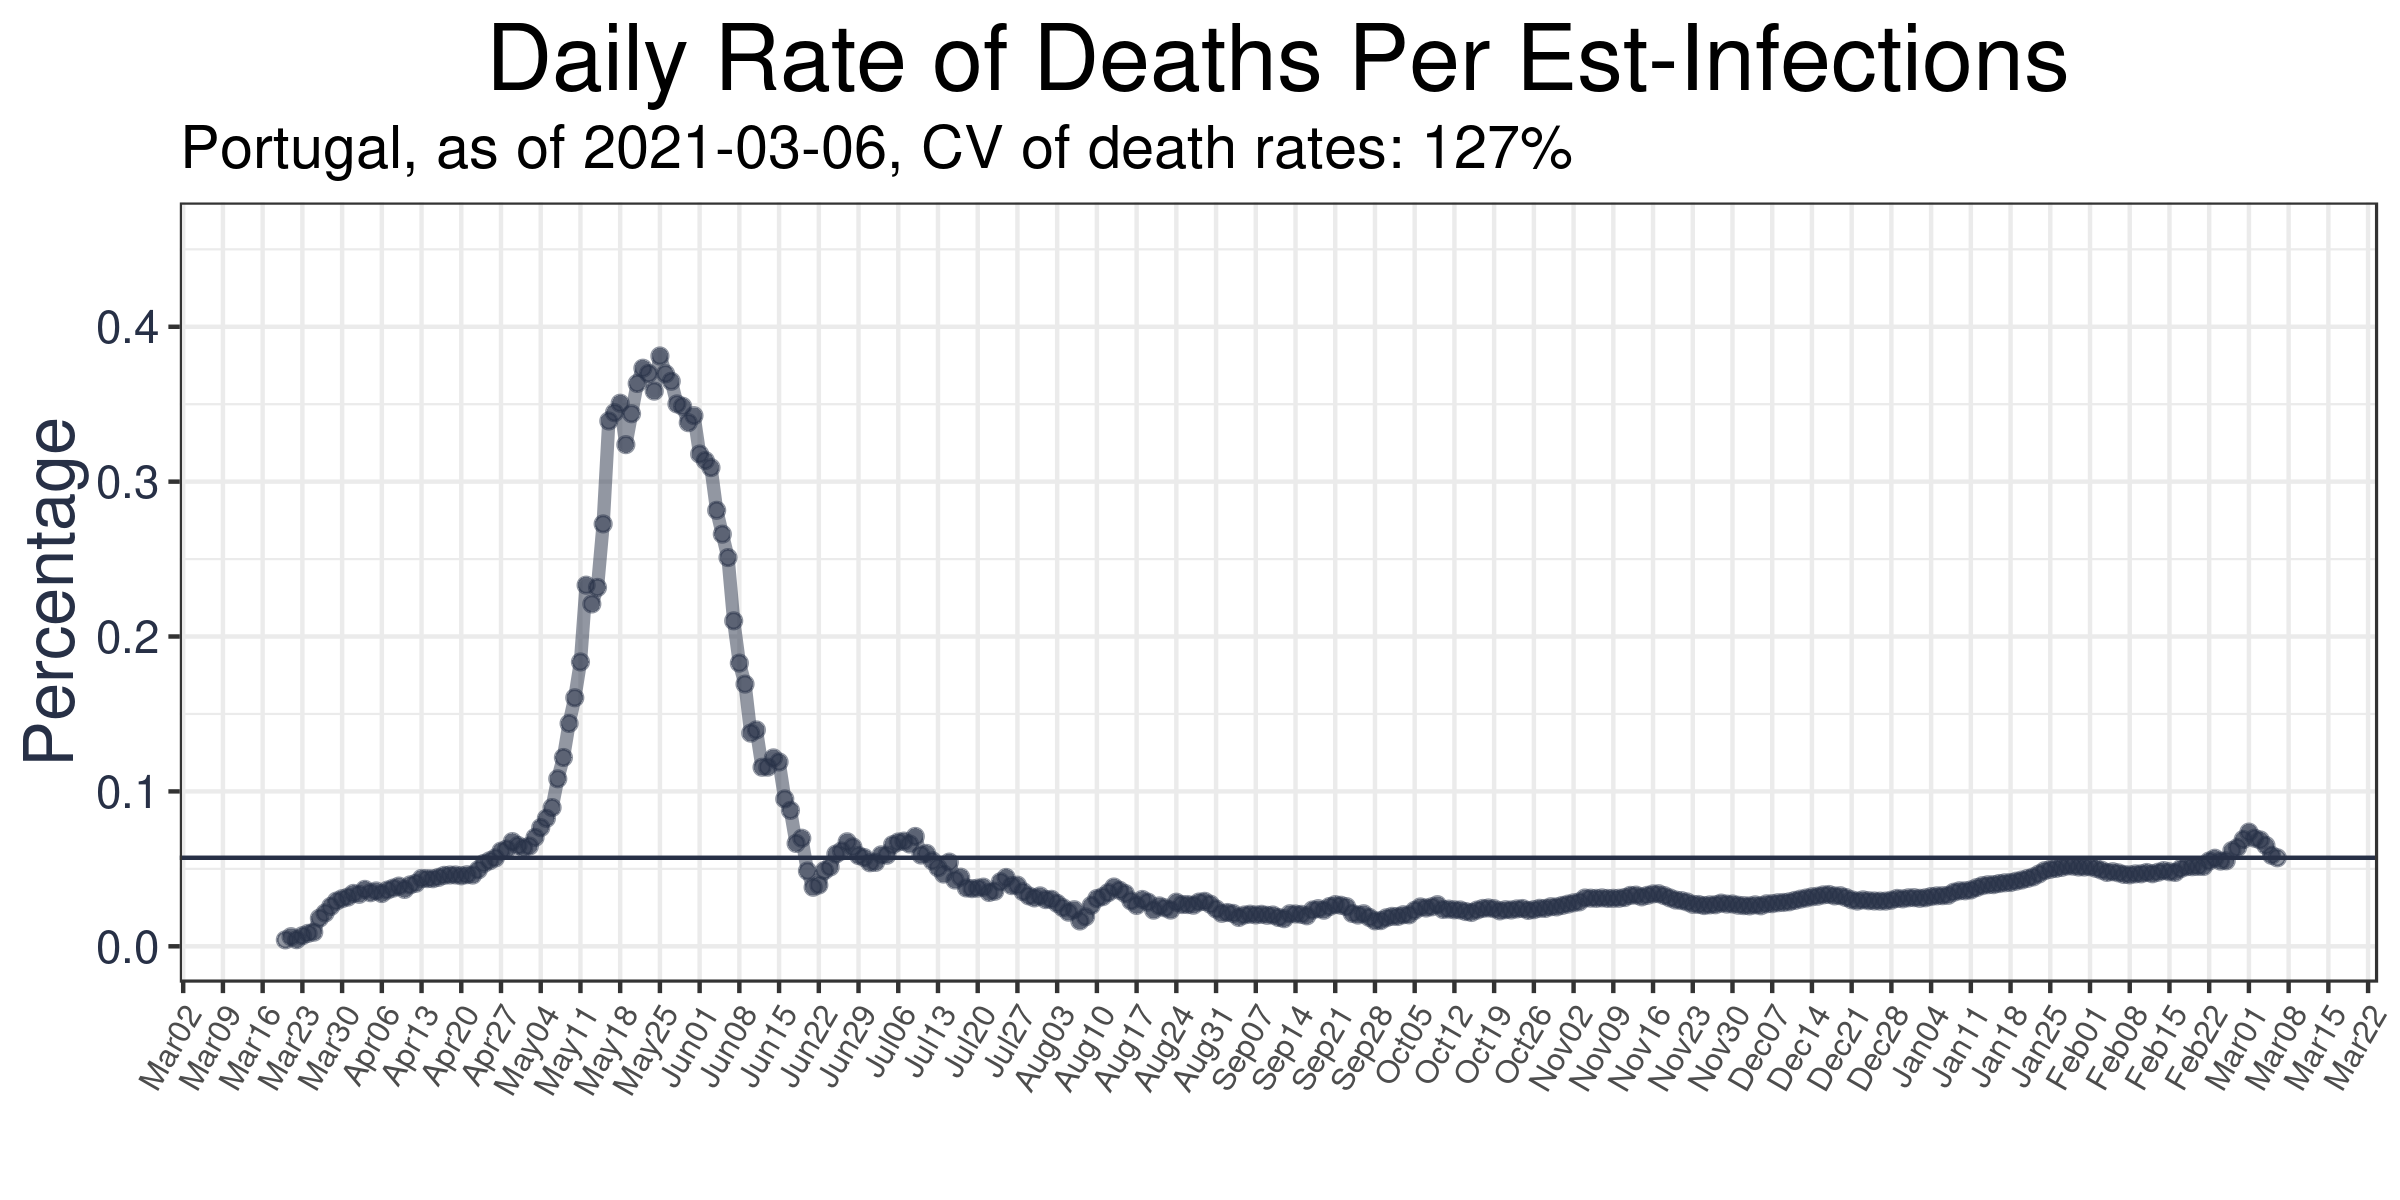 Daily Rate of Deaths Per Est-Infections
Portugal, as of 2021-03-06, CV of death rates: 127%
Percentage
0.4
0.3
0.2
0.1
0.0
Mar02
Mar09
Mar16
Mar23
Mar30
Apr06
Apr13
Apr20
Apr27
May04
May11
May18
May25
Jun01
Jun08
Jun15
Jun22
Jun29
Jul06
Jul13
Jul20
Jul27
Aug03
Aug10
Aug17
Aug24
Aug31
Sep07
Sep14
Sep21
Sep28
Oct05
Oct12
Oct19
Oct26
Nov02
Nov09
Nov16
Nov23
Nov30
Dec07
Dec14
Dec21
Dec28
Jan04
Jan11
Jan18
Jan25
Feb01
Feb08
Feb15
Feb22
Mar01
Mar08
Mar15
Mar22